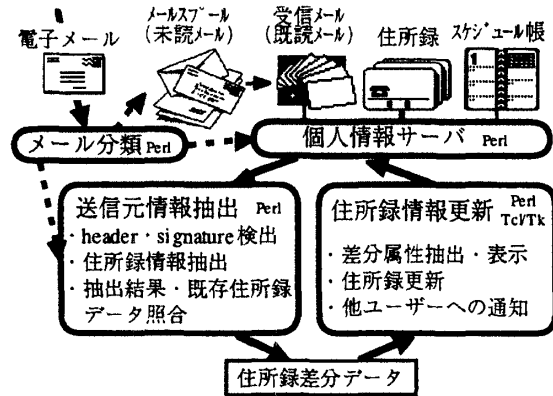 電子メール
メールスプール
(未読メール)
受信メール
(既読メール)
住所録
スケジュール帳
メール分類 Perl
個人情報サーバ Perl
送信元情報抽出 Perl
・header・signature検出
・住所録情報抽出
・抽出結果・既存住所録
データ照合
住所録情報更新 Perl
Tcl/Tk
・差分属性抽出・表示
・住所録更新
・他ユーザーへの通知
住所録差分データ